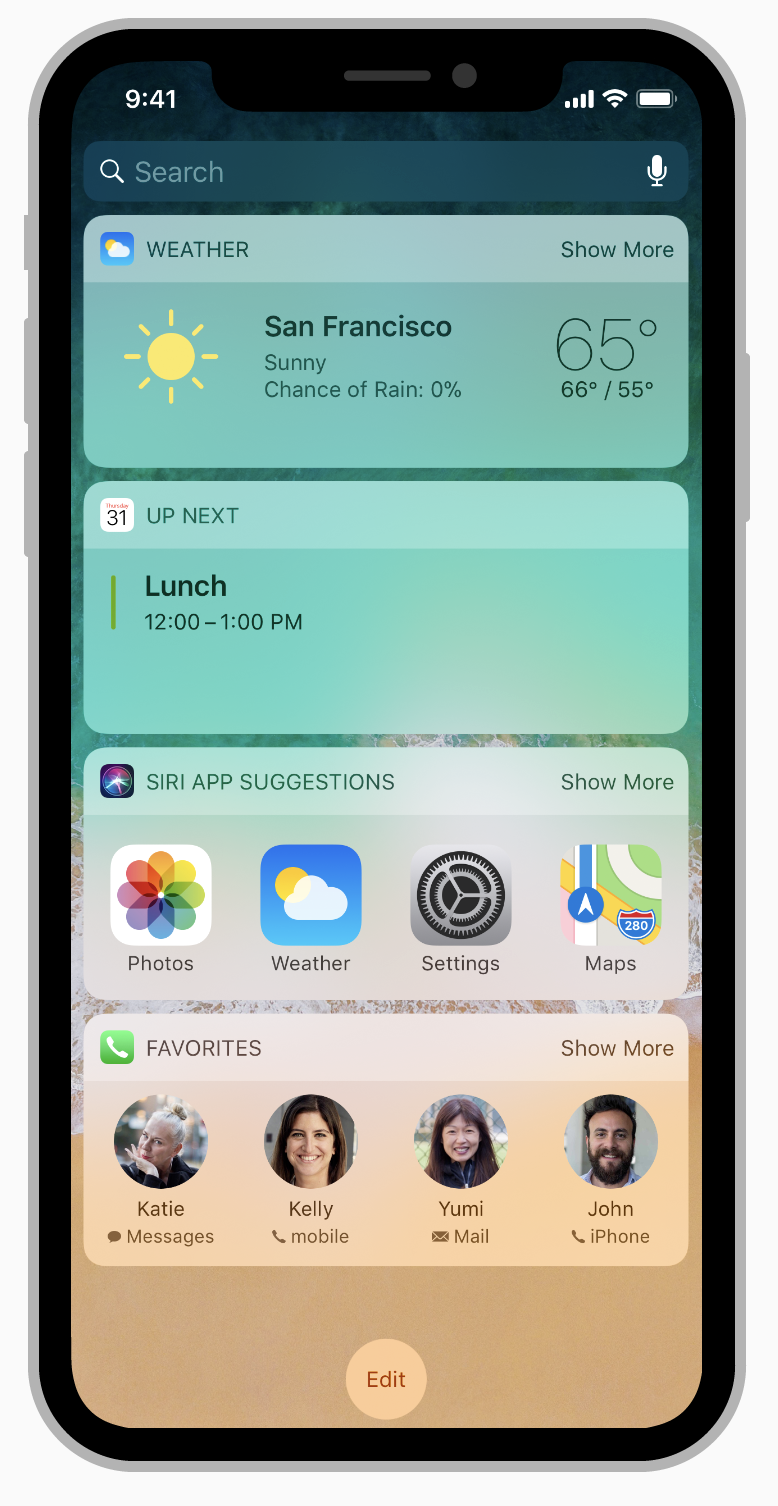 9:41
Search
WEATHER
Show More
San Francisco
Sunny
Chance of Rain: 0%
65°
66° / 55°
Thursday
31
UP NEXT
Lunch
12:00 – 1:00 PM
SIRI APP SUGGESTIONS
Show More
280
Photos
Weather
Settings
Maps
FAVORITES
Show More
Katie
Kelly
Yumi
John
Messages
mobile
Mail
iPhone
Edit